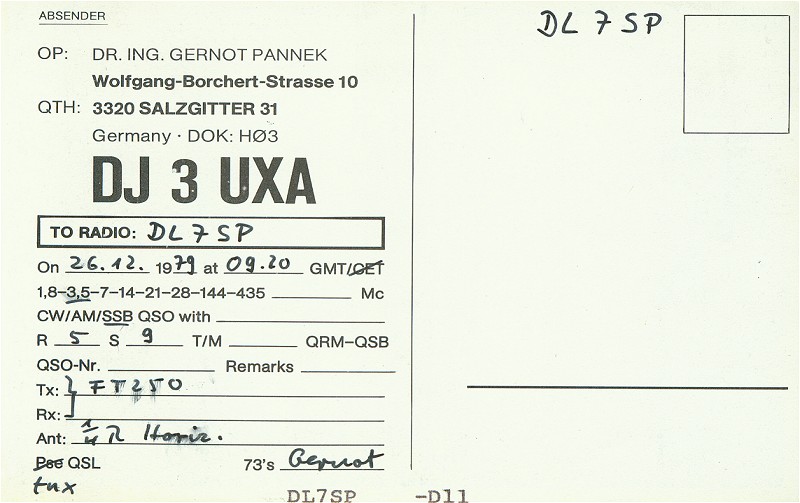 ABSENDER
DL 7 SP
OP: DR. ING. GERNOT PANNEK
Wolfgang-Borchert-Strasse 10
QTH: 3320 SALZGITTER 31
Germany · DOK: HØ3
DJ 3 UXA
TO RADIO: DL 7 SP
On 26.12. 1979 at 09.20 GMT/CET
1,8–3,5–7–14–21–28–144–435 Mc
CW/AM/SSB QSO with
R 5 S 9 T/M QRM–QSB
QSO-Nr. Remarks
Tx: FT250
Rx:
Ant: Horiz.
Pse QSL 73's Gernot
tnx
DL7SP -D11